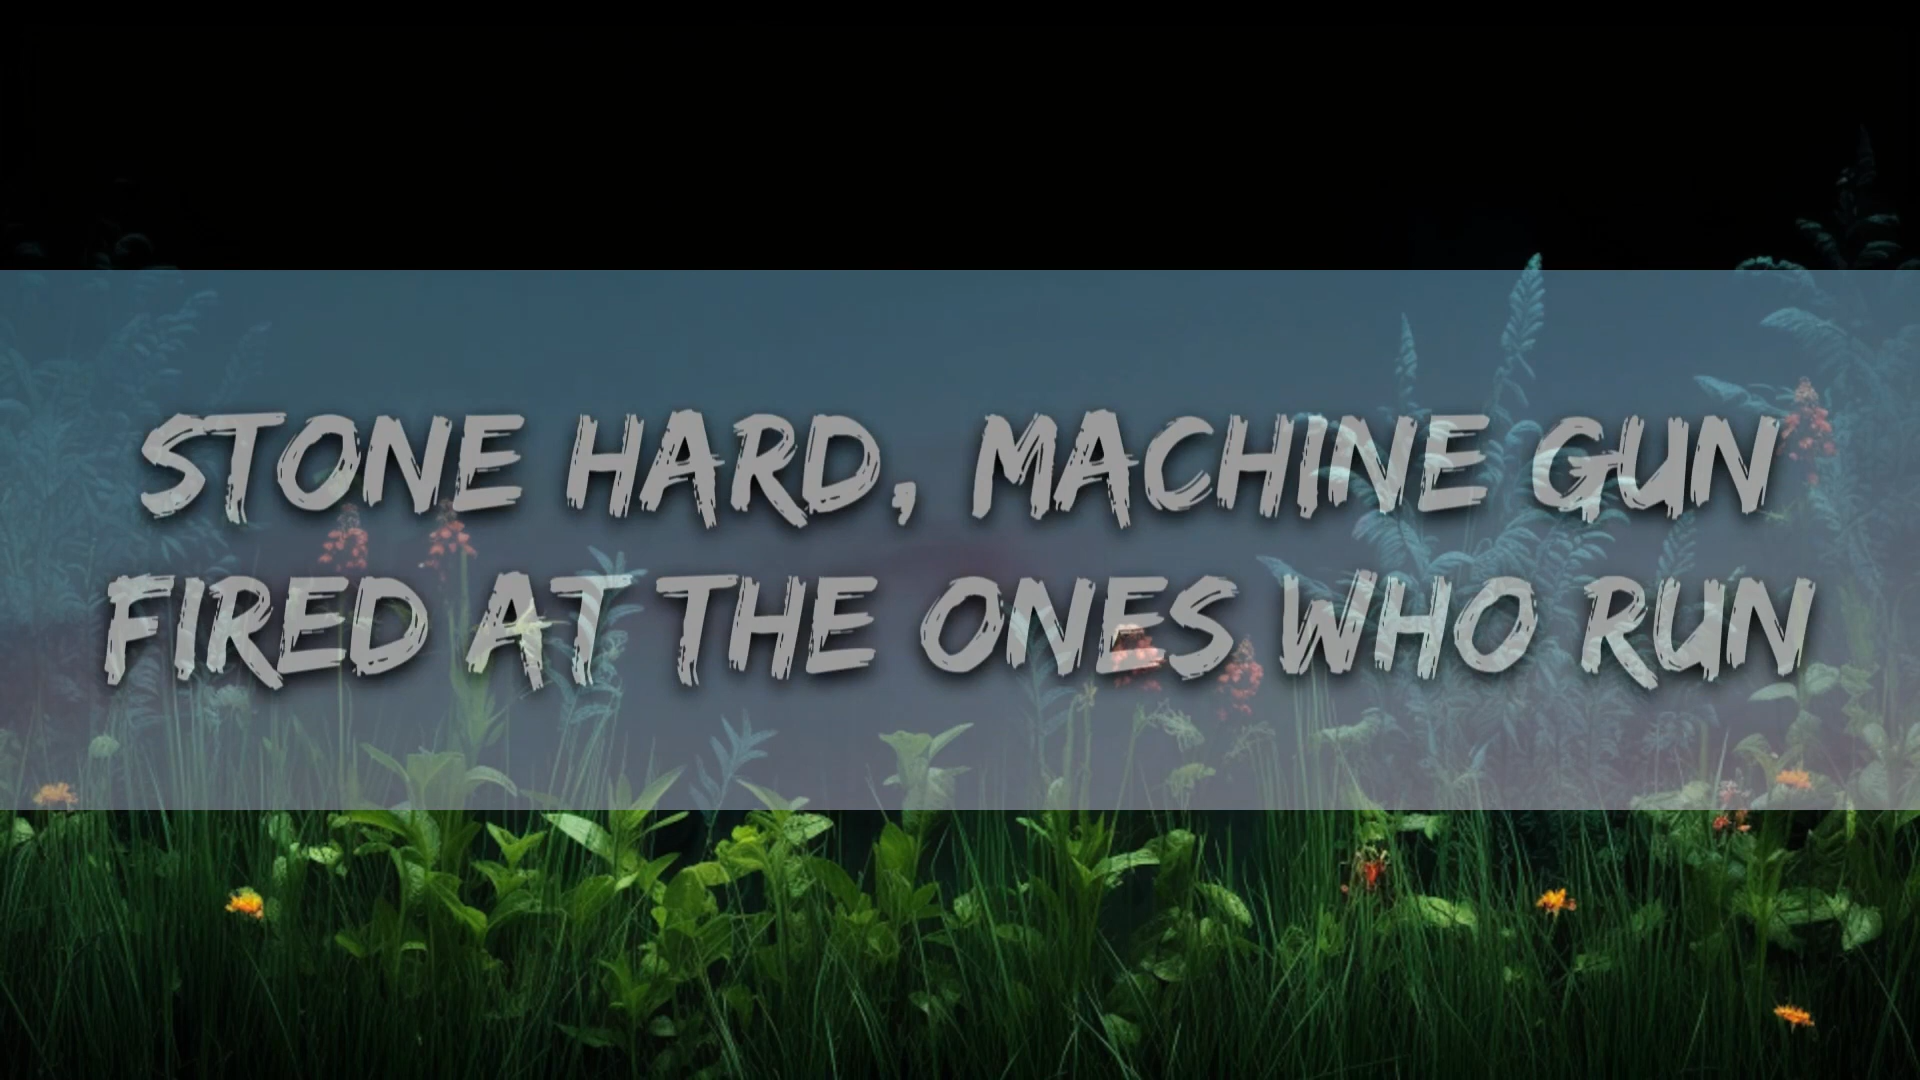 STONE HARD, MACHINE GUN
FIRED AT THE ONES WHO RUN